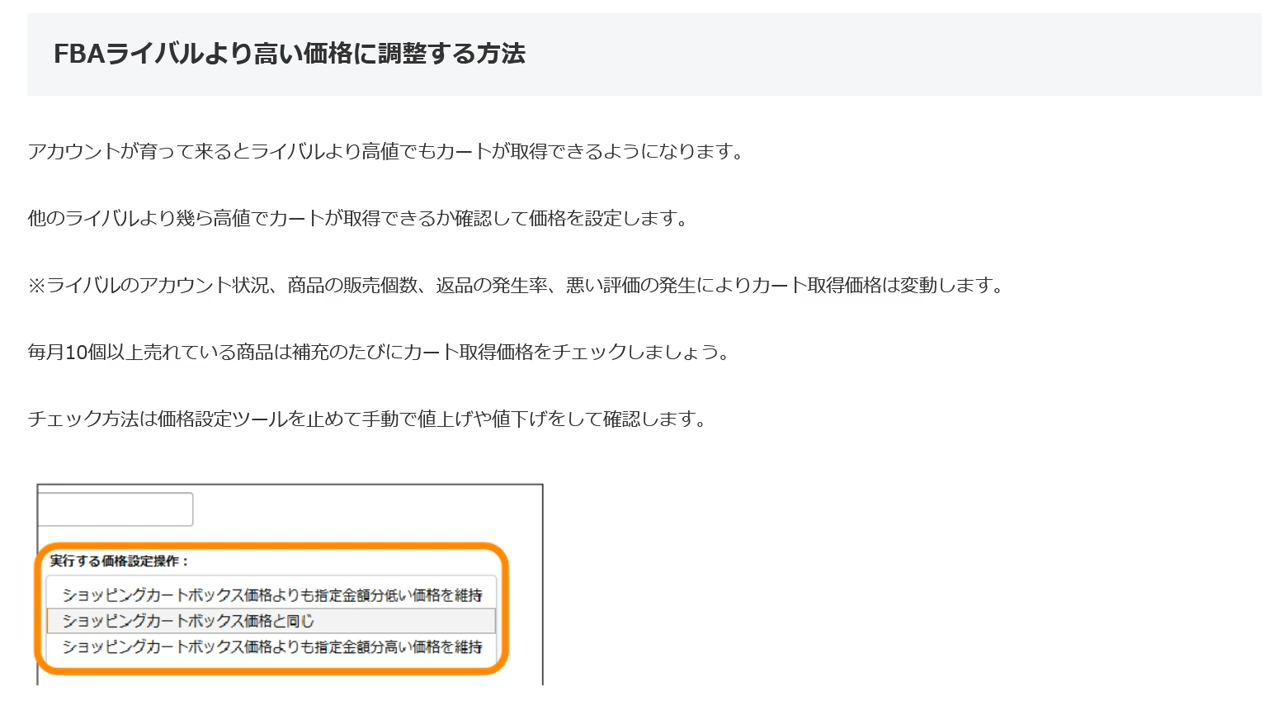 FBAライバルより高い価格に調整する方法
アカウントが育って来るとライバルより高値でもカートが取得できるようになります。
他のライバルより幾ら高値でカートが取得できるか確認して価格を設定します。
※ライバルのアカウント状況、商品の販売個数、返品の発生率、悪い評価の発生によりカート取得価格は変動します。
毎月10個以上売れている商品は補充のたびにカート取得価格をチェックしましょう。
チェック方法は価格設定ツールを止めて手動で値上げや値下げをして確認します。
実行する価格設定操作：
ショッピングカートボックス価格よりも指定金額分低い価格を維持
ショッピングカートボックス価格と同じ
ショッピングカートボックス価格よりも指定金額分高い価格を維持